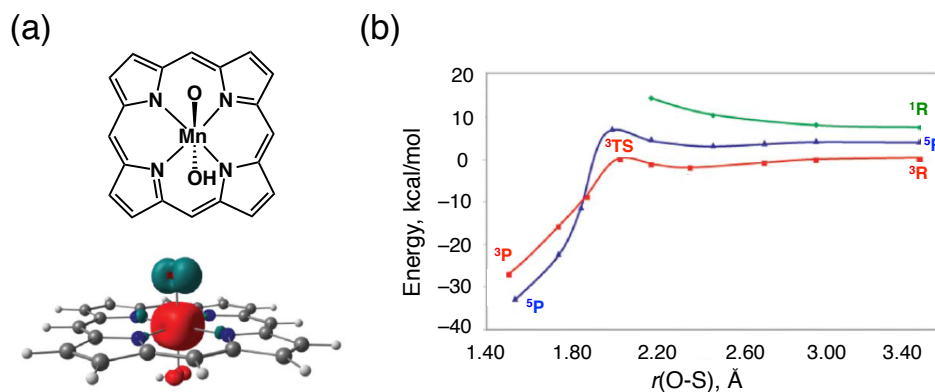 (a)
O
N
N
Mn
N
N
OH
(b)
Energy, kcal/mol
20
10
0
−10
−20
−30
−40
¹R
⁵R
³TS
³R
³P
⁵P
1.40
1.80
2.20
2.60
3.00
3.40
r(O-S), Å